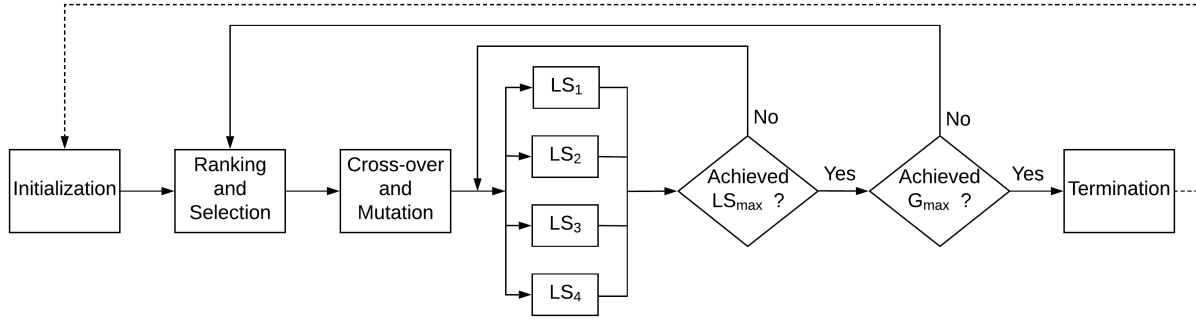 Initialization
Ranking
and
Selection
Cross-over
and
Mutation
LS₁
LS₂
LS₃
LS₄
No
Achieved
LSmax ?
Yes
No
Achieved
Gmax ?
Yes
Termination